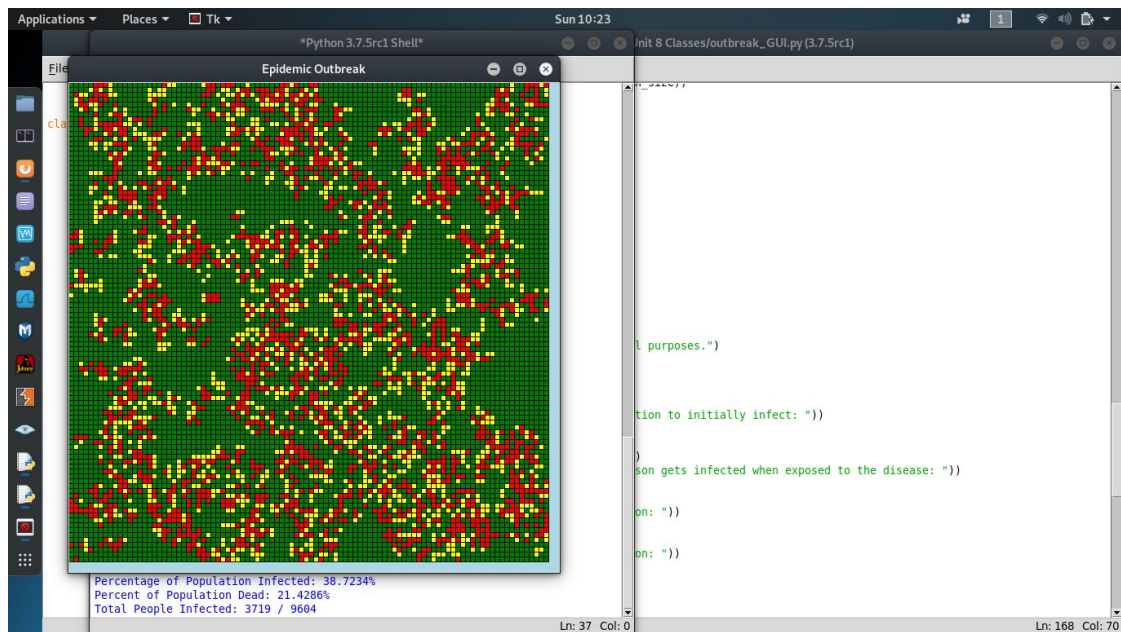 Applications Places Tk Sun 10:23 1
*Python 3.7.5rc1 Shell* Unit 8 Classes/outbreak_GUI.py (3.7.5rc1)
File Epidemic Outbreak
cla
l purposes.")
tion to initially infect: "))
)
son gets infected when exposed to the disease: "))
on: "))
on: "))
Percentage of Population Infected: 38.7234%
Percent of Population Dead: 21.4286%
Total People Infected: 3719 / 9604
Ln: 37 Col: 0 Ln: 168 Col: 70